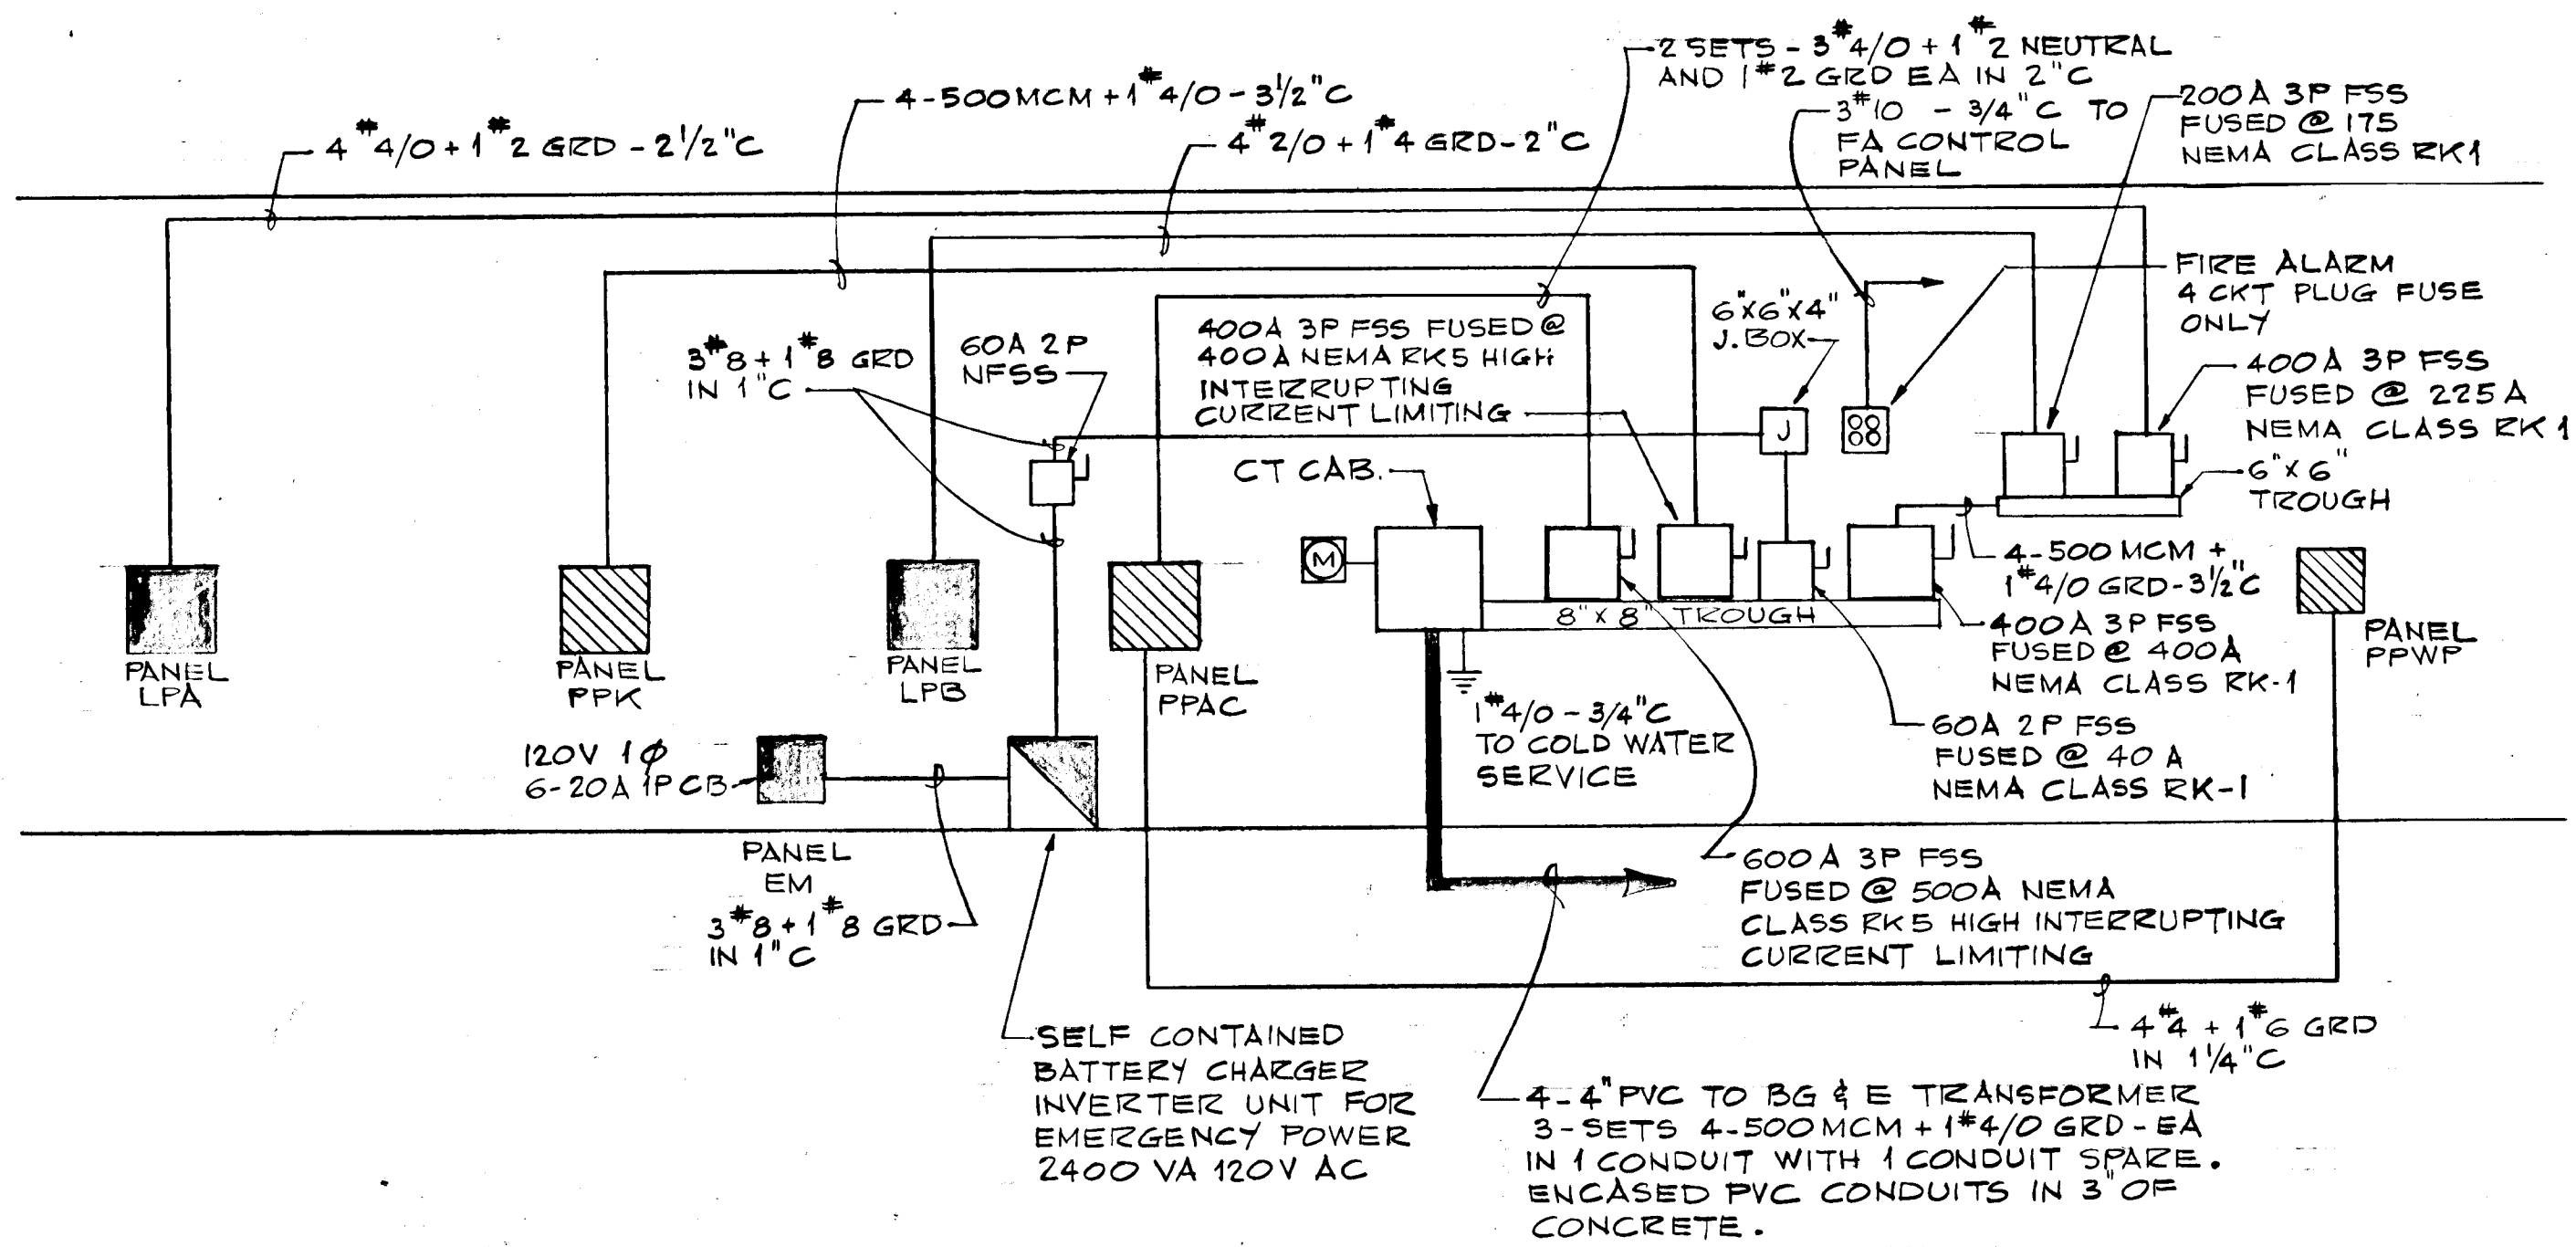 2 SETS - 3#4/0 + 1#2 NEUTRAL
AND 1#2 GRD EA IN 2"C
4-500MCM + 1#4/0 - 3 1/2"C
4#4/0 + 1#2 GRD - 2 1/2"C
4#2/0 + 1#4 GRD - 2"C
3#10 - 3/4"C TO
FA CONTROL
PANEL
200A 3P FSS
FUSED @ 175
NEMA CLASS RK1
FIRE ALARM
4 CKT PLUG FUSE
ONLY
400A 3P FSS
FUSED @ 225A
NEMA CLASS RK1
6"X6"
TROUGH
3#8 + 1#8 GRD
IN 1"C
60A 2P
NFSS
400A 3P FSS FUSED @
400A NEMA RK5 HIGH
INTERRUPTING
CURRENT LIMITING
6"X6"X4"
J.BOX
J
CT CAB.
M
8"X8" TROUGH
4-500 MCM +
1#4/0 GRD - 3 1/2"C
400A 3P FSS
FUSED @ 400A
NEMA CLASS RK-1
PANEL
PPWP
PANEL
LPA
PANEL
PPK
PANEL
LPB
PANEL
PPAC
1#4/0 - 3/4"C
TO COLD WATER
SERVICE
60A 2P FSS
FUSED @ 40 A
NEMA CLASS RK-1
120V 1Φ
6-20A 1P CB
PANEL
EM
3#8 + 1#8 GRD
IN 1"C
600A 3P FSS
FUSED @ 500A NEMA
CLASS RK5 HIGH INTERRUPTING
CURRENT LIMITING
4#4 + 1#6 GRD
IN 1 1/4"C
SELF CONTAINED
BATTERY CHARGER
INVERTER UNIT FOR
EMERGENCY POWER
2400 VA 120V AC
4-4"PVC TO BG & E TRANSFORMER
3-SETS 4-500MCM + 1#4/0 GRD - EA
IN 1 CONDUIT WITH 1 CONDUIT SPARE.
ENCASED PVC CONDUITS IN 3" OF
CONCRETE.